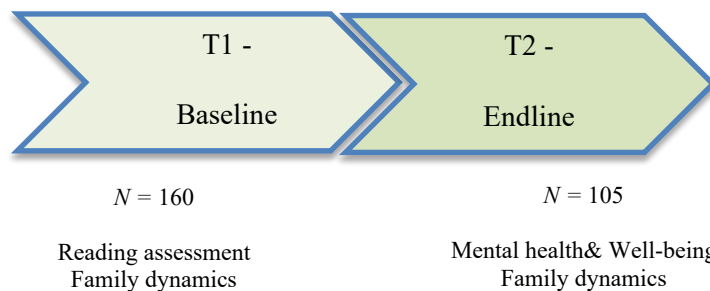 T1 -
Baseline
T2 -
Endline
N = 160
N = 105
Reading assessment
Family dynamics
Mental health& Well-being
Family dynamics